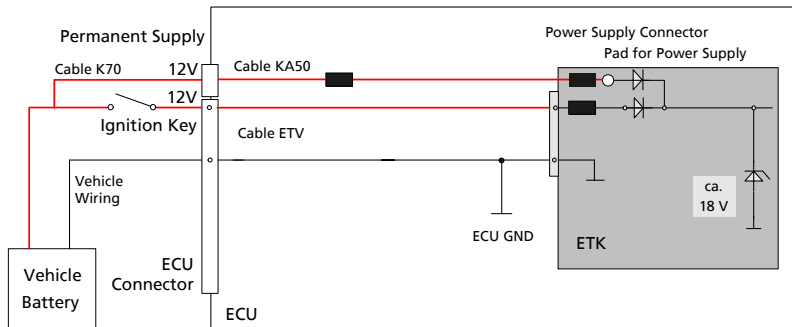 Power Supply Connector
Permanent Supply
Pad for Power Supply
Cable K70
12V
Cable KA50
12V
Ignition Key
Cable ETV
Vehicle
Wiring
ca.
18 V
ECU GND
ETK
ECU
Connector
Vehicle
Battery
ECU